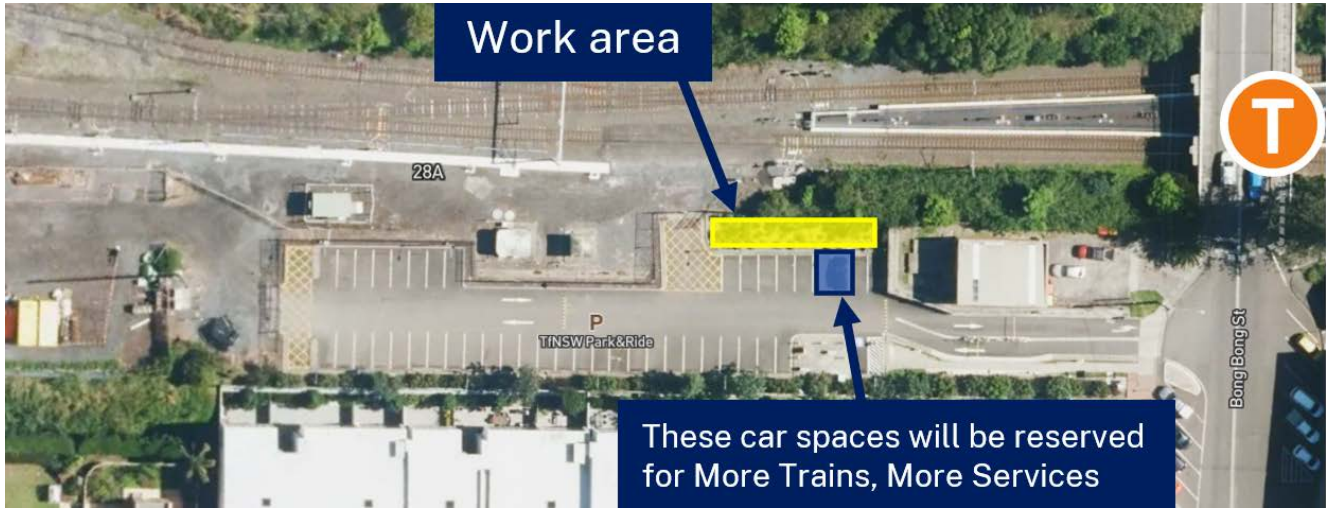 Work area
T
28A
P
TfNSW Park&Ride
Bong Bong St
These car spaces will be reserved
for More Trains, More Services